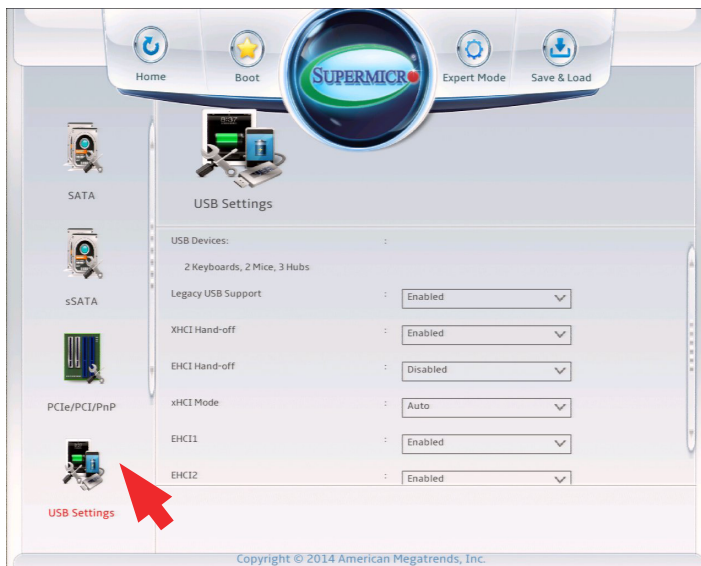 Home
Boot
SUPERMICRO
Expert Mode
Save & Load
SATA
sSATA
PCIe/PCI/PnP
USB Settings
9:37
USB Settings
USB Devices: :
2 Keyboards, 2 Mice, 3 Hubs
Legacy USB Support : Enabled
XHCI Hand-off : Enabled
EHCI Hand-off : Disabled
xHCI Mode : Auto
EHCI1 : Enabled
EHCI2 : Enabled
Copyright © 2014 American Megatrends, Inc.